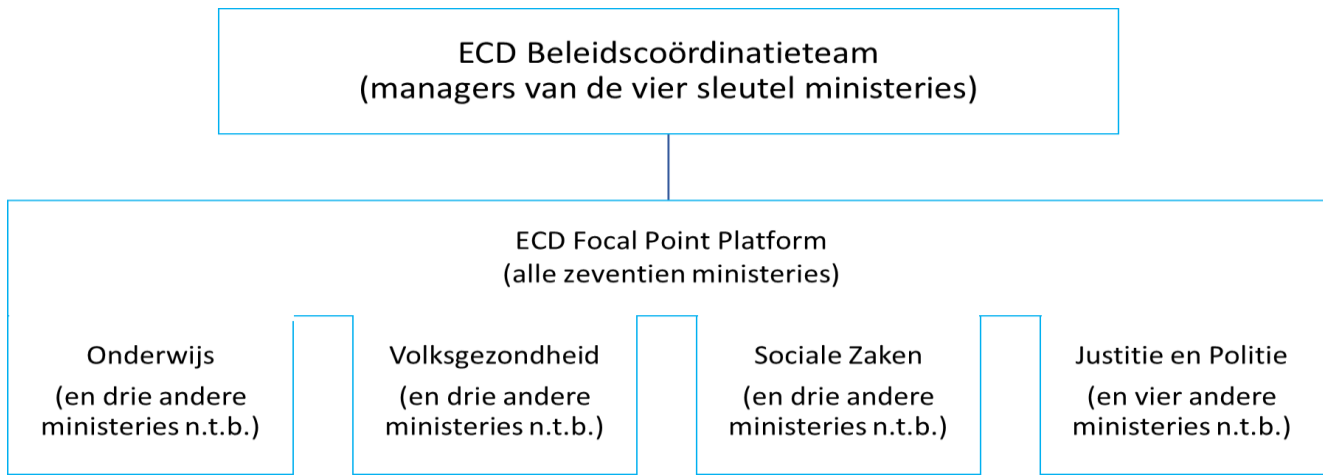 ECD Beleidscoördinatieteam
(managers van de vier sleutel ministeries)
ECD Focal Point Platform
(alle zeventien ministeries)
Onderwijs
(en drie andere
ministeries n.t.b.)
Volksgezondheid
(en drie andere
ministeries n.t.b.)
Sociale Zaken
(en drie andere
ministeries n.t.b.)
Justitie en Politie
(en vier andere
ministeries n.t.b.)